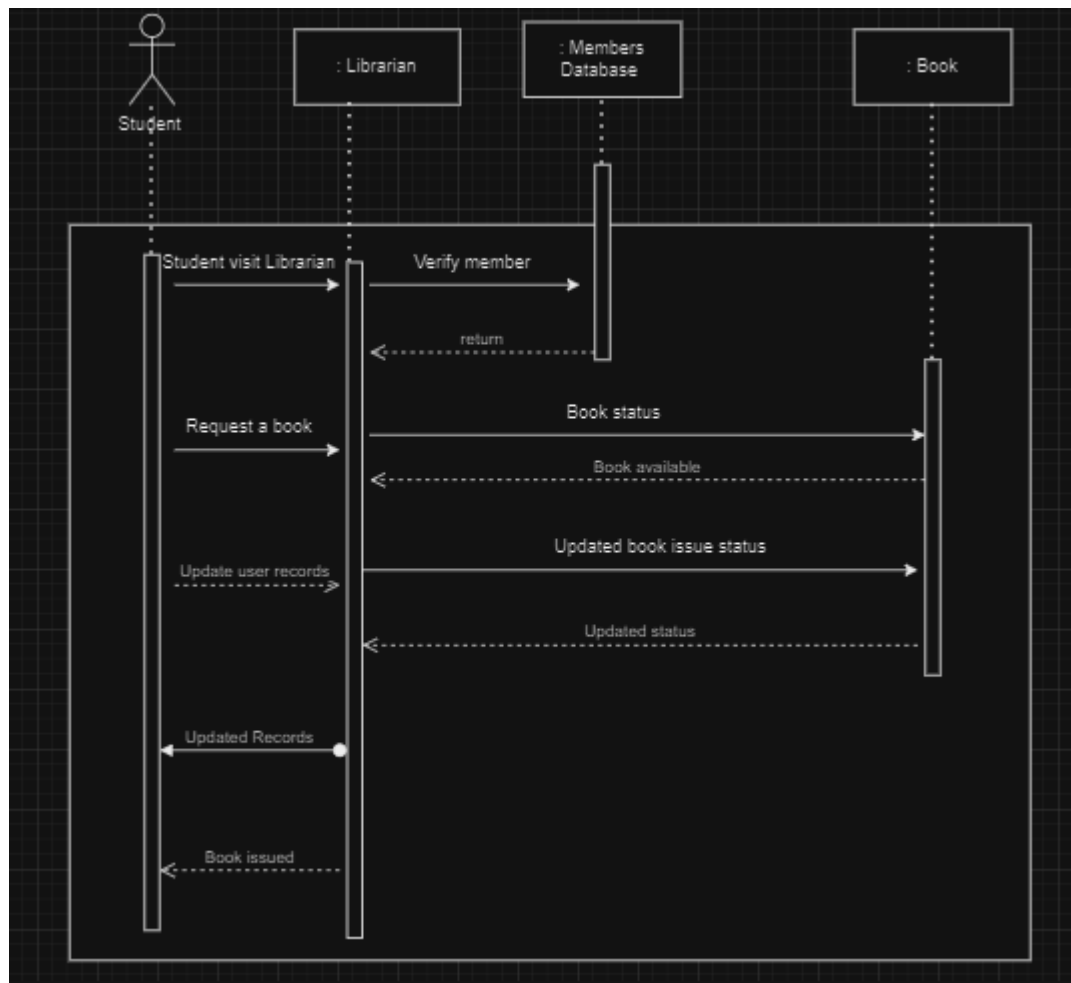 Student
: Librarian
: Members
Database
: Book
Student visit Librarian
Verify member
return
Request a book
Book status
Book available
Updated book issue status
Update user records
Updated status
Updated Records
Book issued